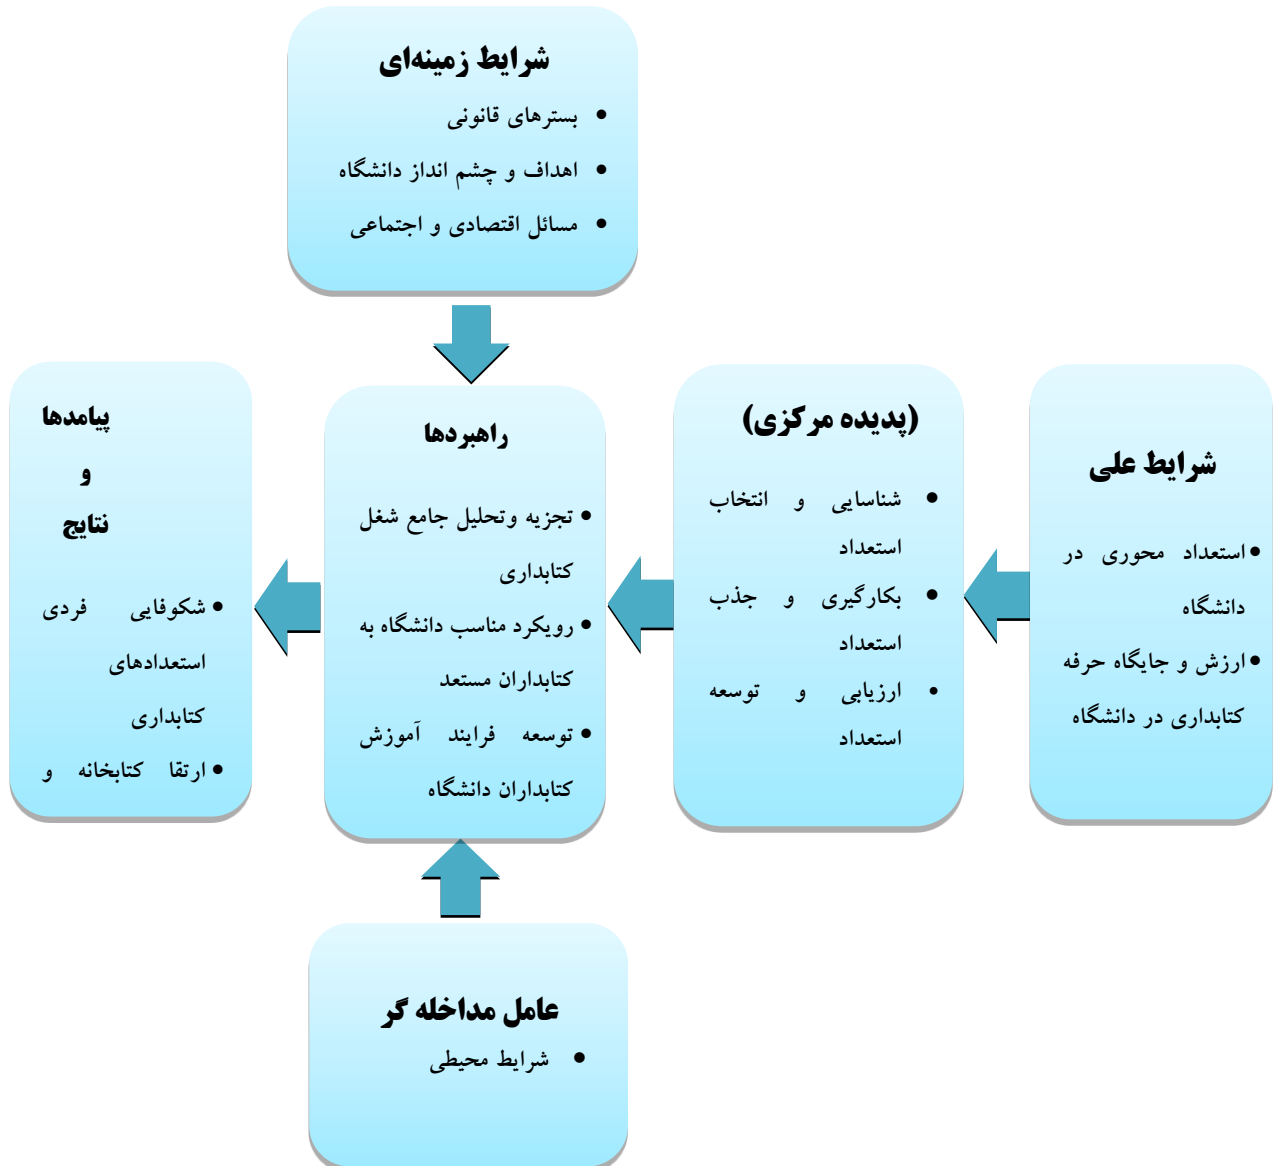 شرایط زمینه‌ای
• بسترهای قانونی
• اهداف و چشم انداز دانشگاه
• مسائل اقتصادی و اجتماعی
شرایط علی
• استعداد محوری در
دانشگاه
• ارزش و جایگاه حرفه
کتابداری در دانشگاه
(پدیده مرکزی)
• شناسایی و انتخاب
استعداد
• بکارگیری و جذب
استعداد
• ارزیابی و توسعه
استعداد
راهبردها
• تجزیه وتحلیل جامع شغل
کتابداری
• رویکرد مناسب دانشگاه به
کتابداران مستعد
• توسعه فرایند آموزش
کتابداران دانشگاه
پیامدها
و
نتایج
• شکوفایی فردی
استعدادهای
کتابداری
• ارتقا کتابخانه و
عامل مداخله گر
• شرایط محیطی